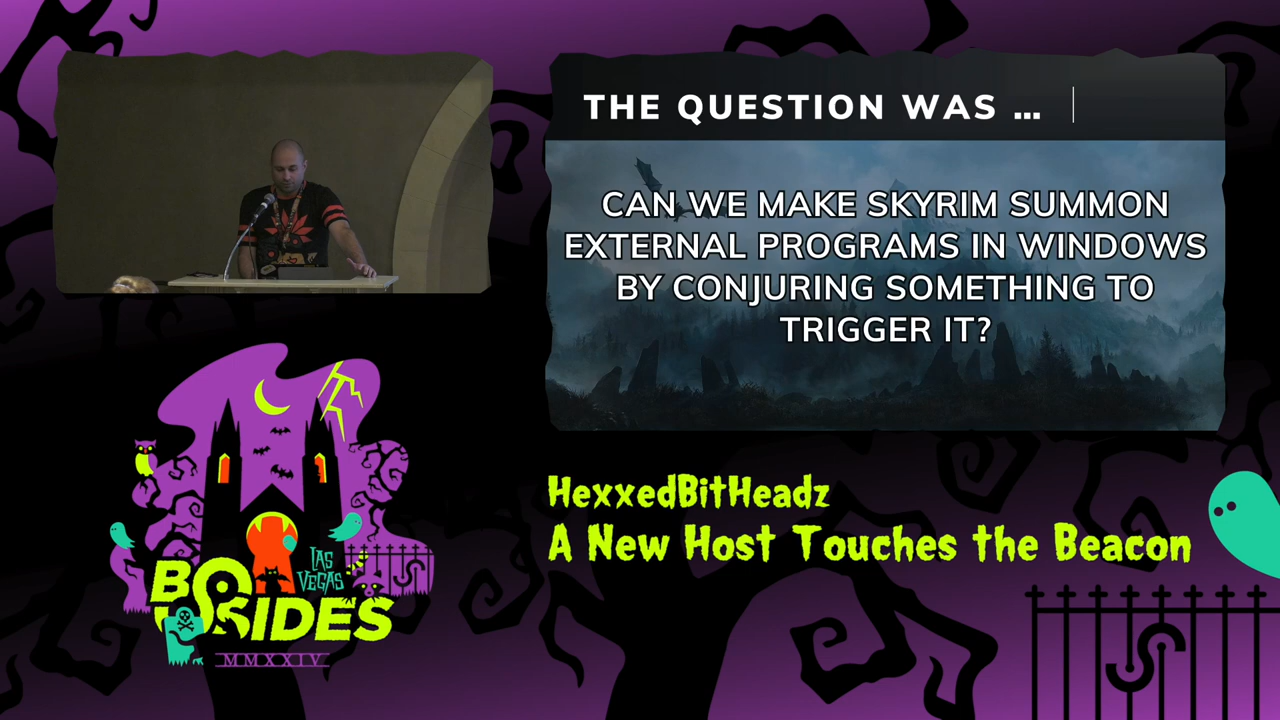 THE QUESTION WAS ...
CAN WE MAKE SKYRIM SUMMON
EXTERNAL PROGRAMS IN WINDOWS
BY CONJURING SOMETHING TO
TRIGGER IT?
HexxedBitHeadz
A New Host Touches the Beacon
LAS
VEGAS
BSIDES
MMXXIV